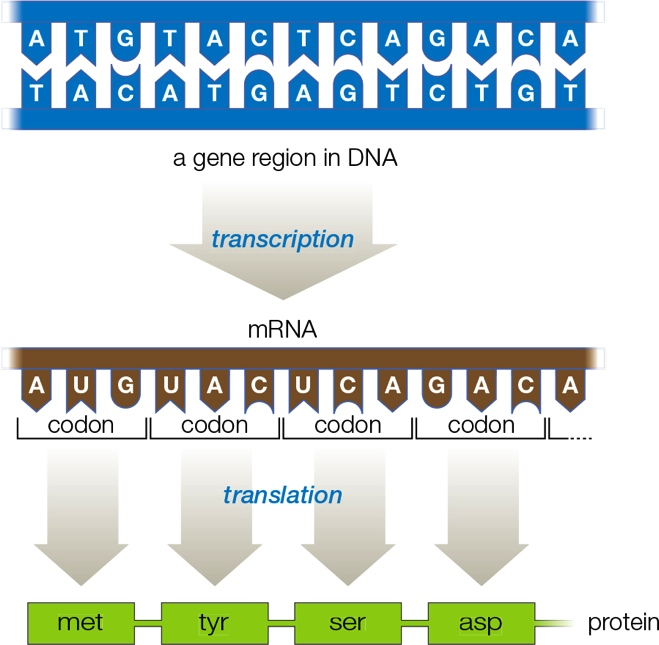 A T G T A C T C A G A C A
T A C A T G A G T C T G T
a gene region in DNA
transcription
mRNA
A U G U A C U C A G A C A
codon codon codon codon
translation
met tyr ser asp protein